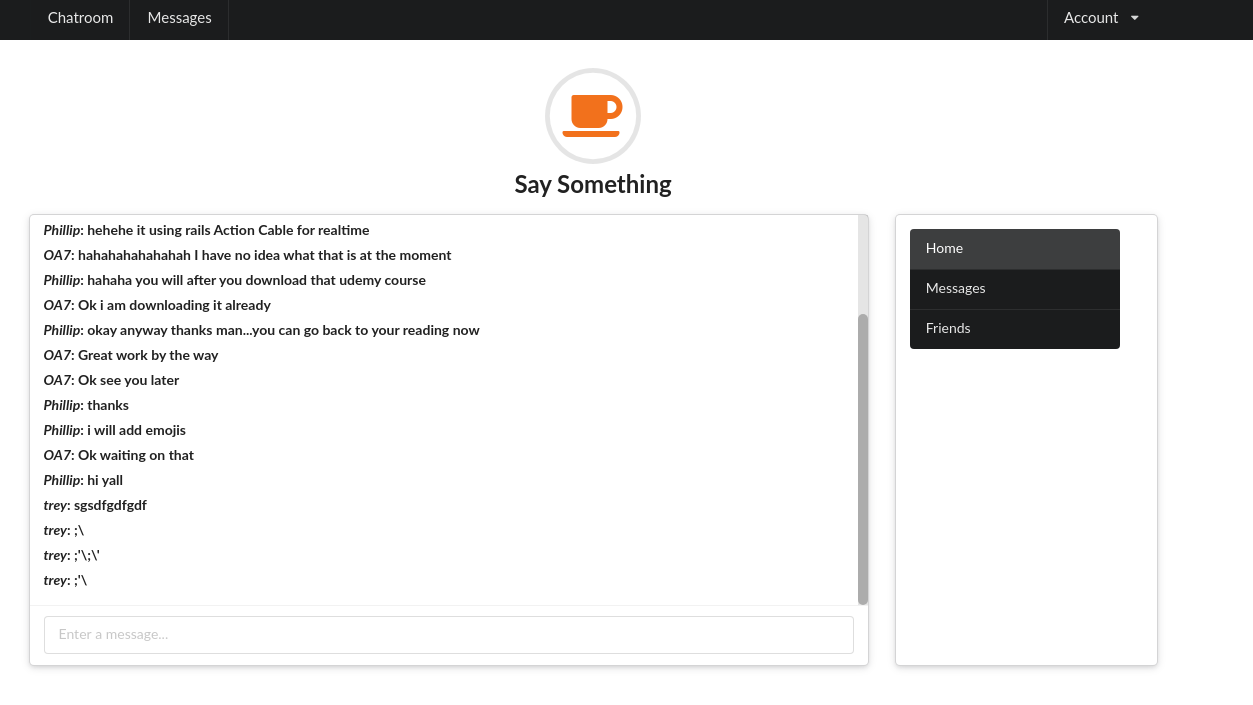 Chatroom Messages Account
Say Something
Phillip: hehehe it using rails Action Cable for realtime
OA7: hahahahahahahah I have no idea what that is at the moment
Phillip: hahaha you will after you download that udemy course
OA7: Ok i am downloading it already
Phillip: okay anyway thanks man...you can go back to your reading now
OA7: Great work by the way
OA7: Ok see you later
Phillip: thanks
Phillip: i will add emojis
OA7: Ok waiting on that
Phillip: hi yall
trey: sgsdfgdfgdf
trey: ;\
trey: ;'\;\'
trey: ;'\
Enter a message...
Home
Messages
Friends